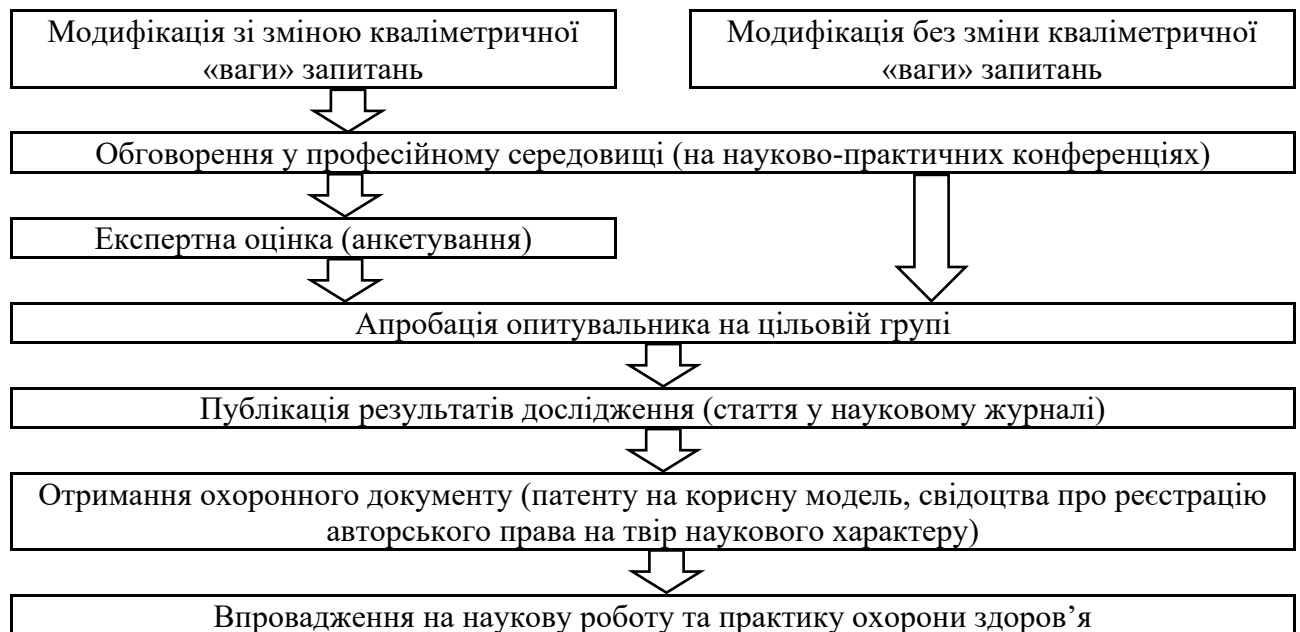 Модифікація зі зміною кваліметричної
«ваги» запитань
Модифікація без зміни кваліметричної
«ваги» запитань
Обговорення у професійному середовищі (на науково-практичних конференціях)
Експертна оцінка (анкетування)
Апробація опитувальника на цільовій групі
Публікація результатів дослідження (стаття у науковому журналі)
Отримання охоронного документу (патенту на корисну модель, свідоцтва про реєстрацію
авторського права на твір наукового характеру)
Впровадження на наукову роботу та практику охорони здоров’я